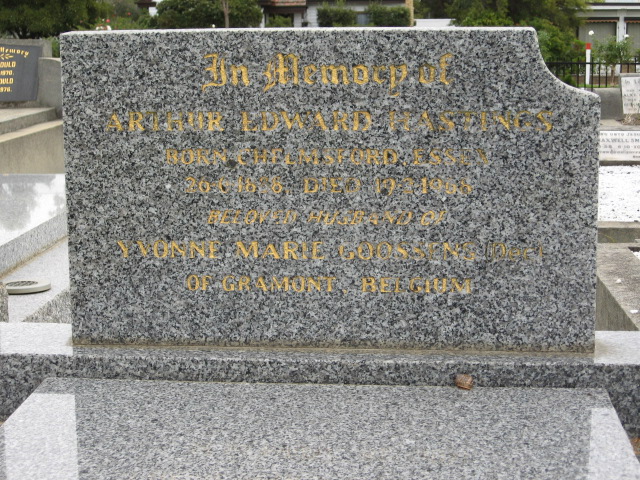 In Memory of
ARTHUR EDWARD HASTINGS
BORN CHELMSFORD, ESSEX
DIED
BELOVED HUSBAND OF
YVONNE MARIE GOOSSENS (Dec.)
OF GRAMONT, BELGIUM